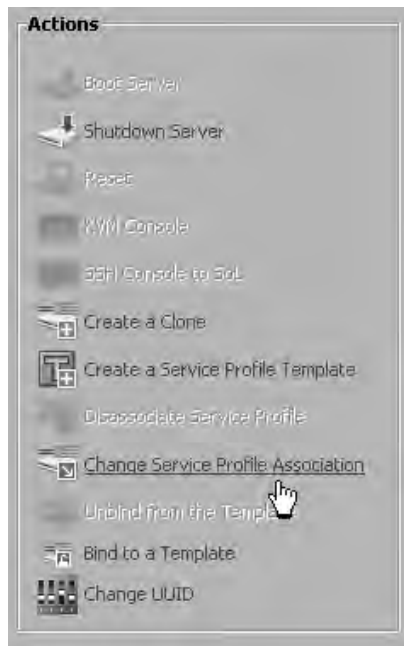 Actions
Boot Server
Shutdown Server
Reset
KVM Console
SSH Console to SoL
Create a Clone
Create a Service Profile Template
Disassociate Service Profile
Change Service Profile Association
Unbind from the Template
Bind to a Template
Change UUID